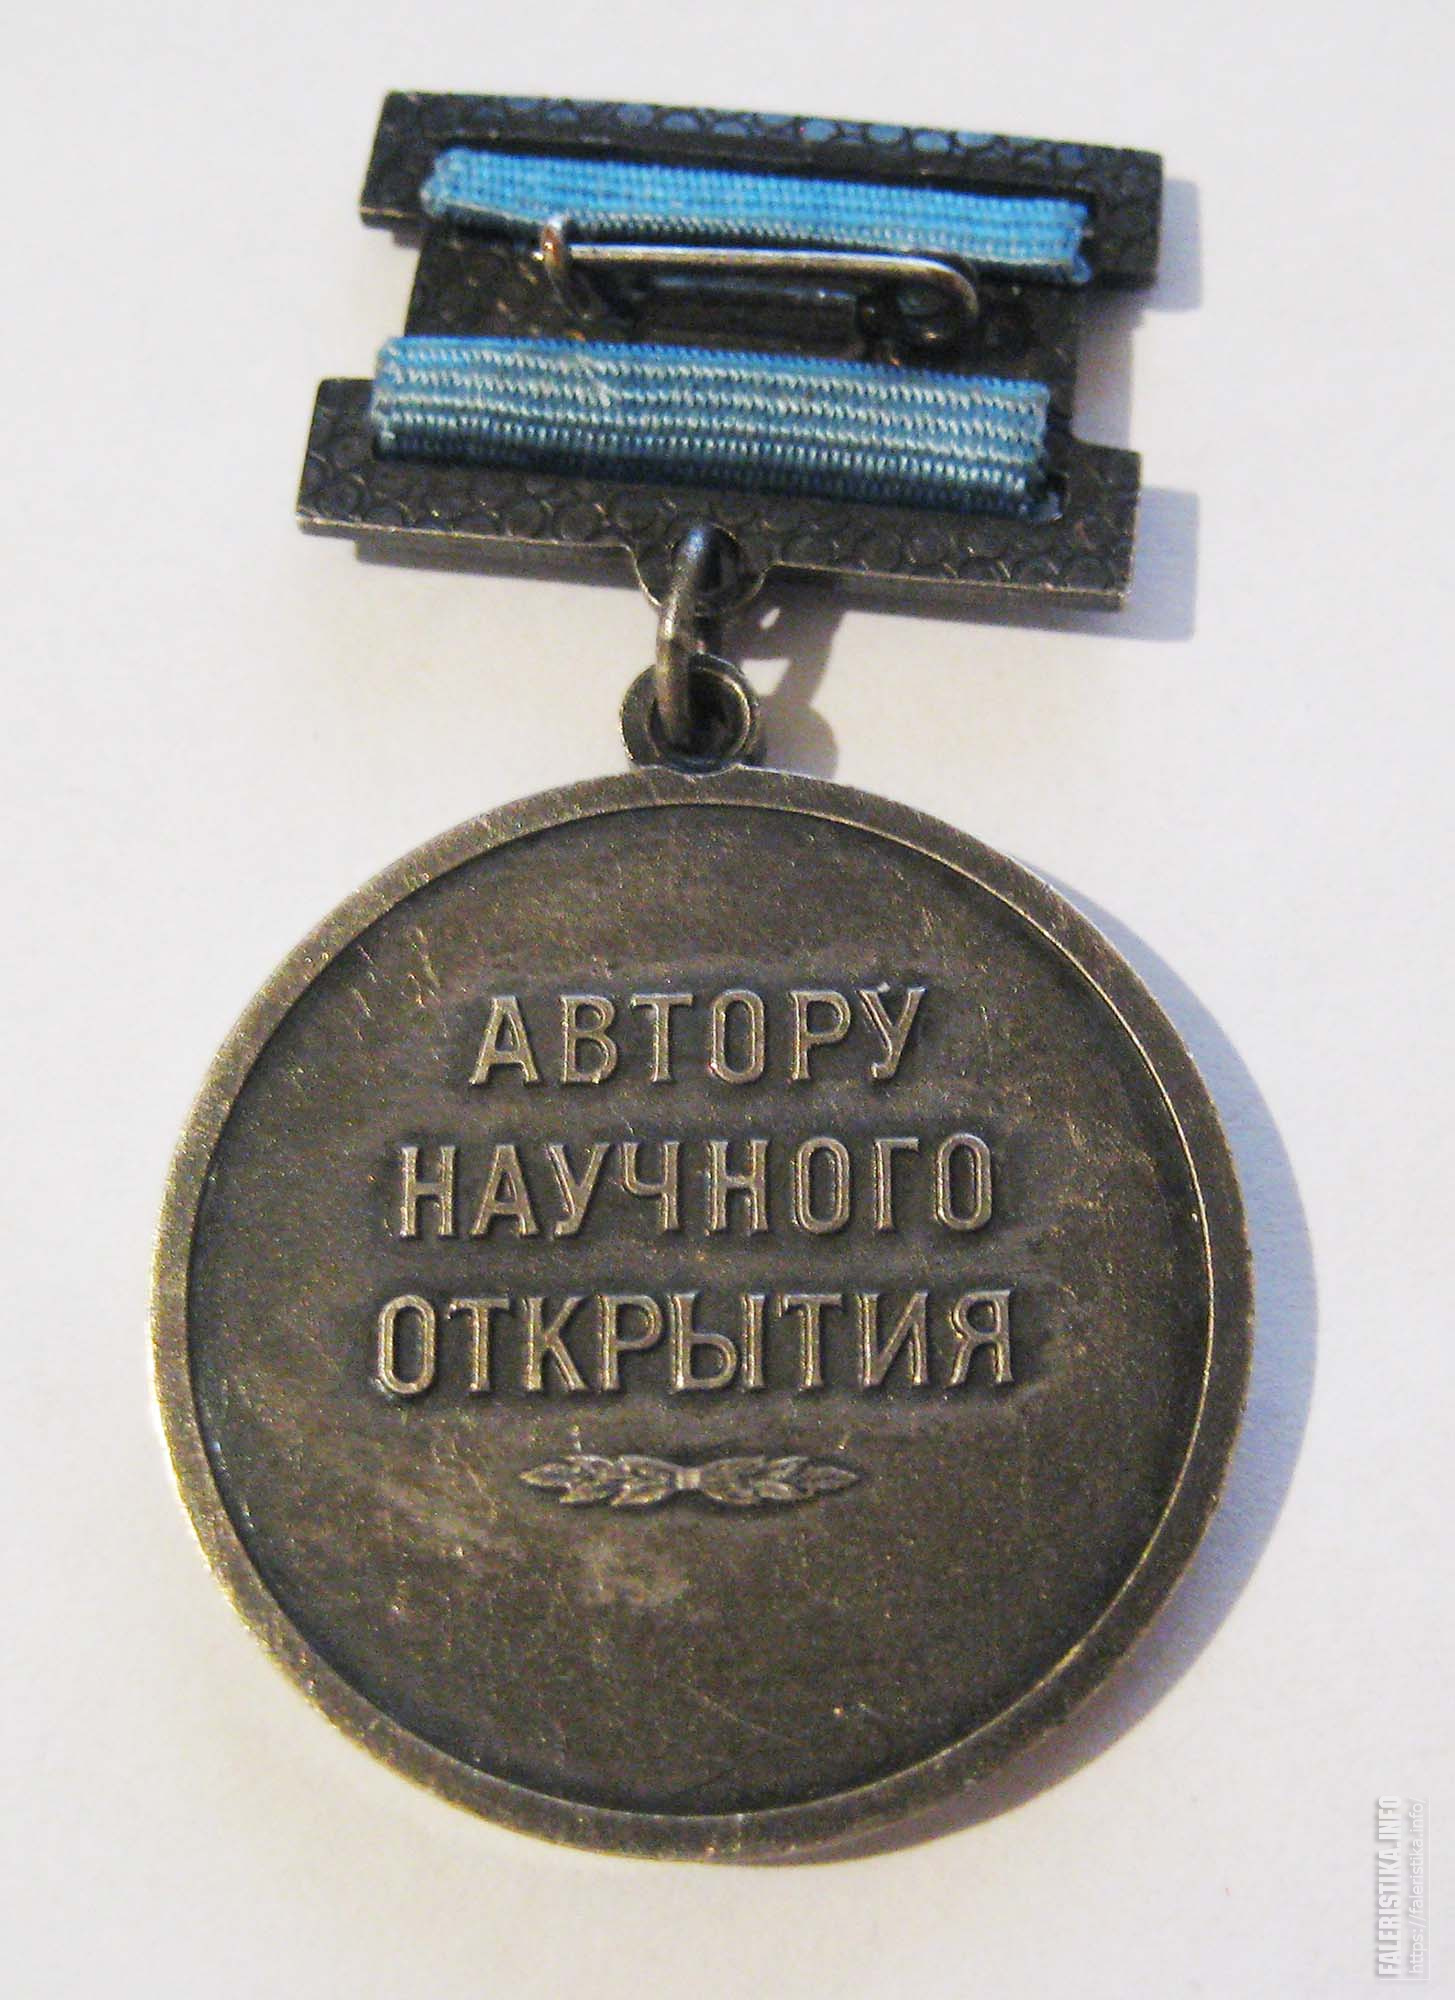 АВТОРУ
НАУЧНОГО
ОТКРЫТИЯ
FALERISTIKA.INFO
https://faleristika.info/